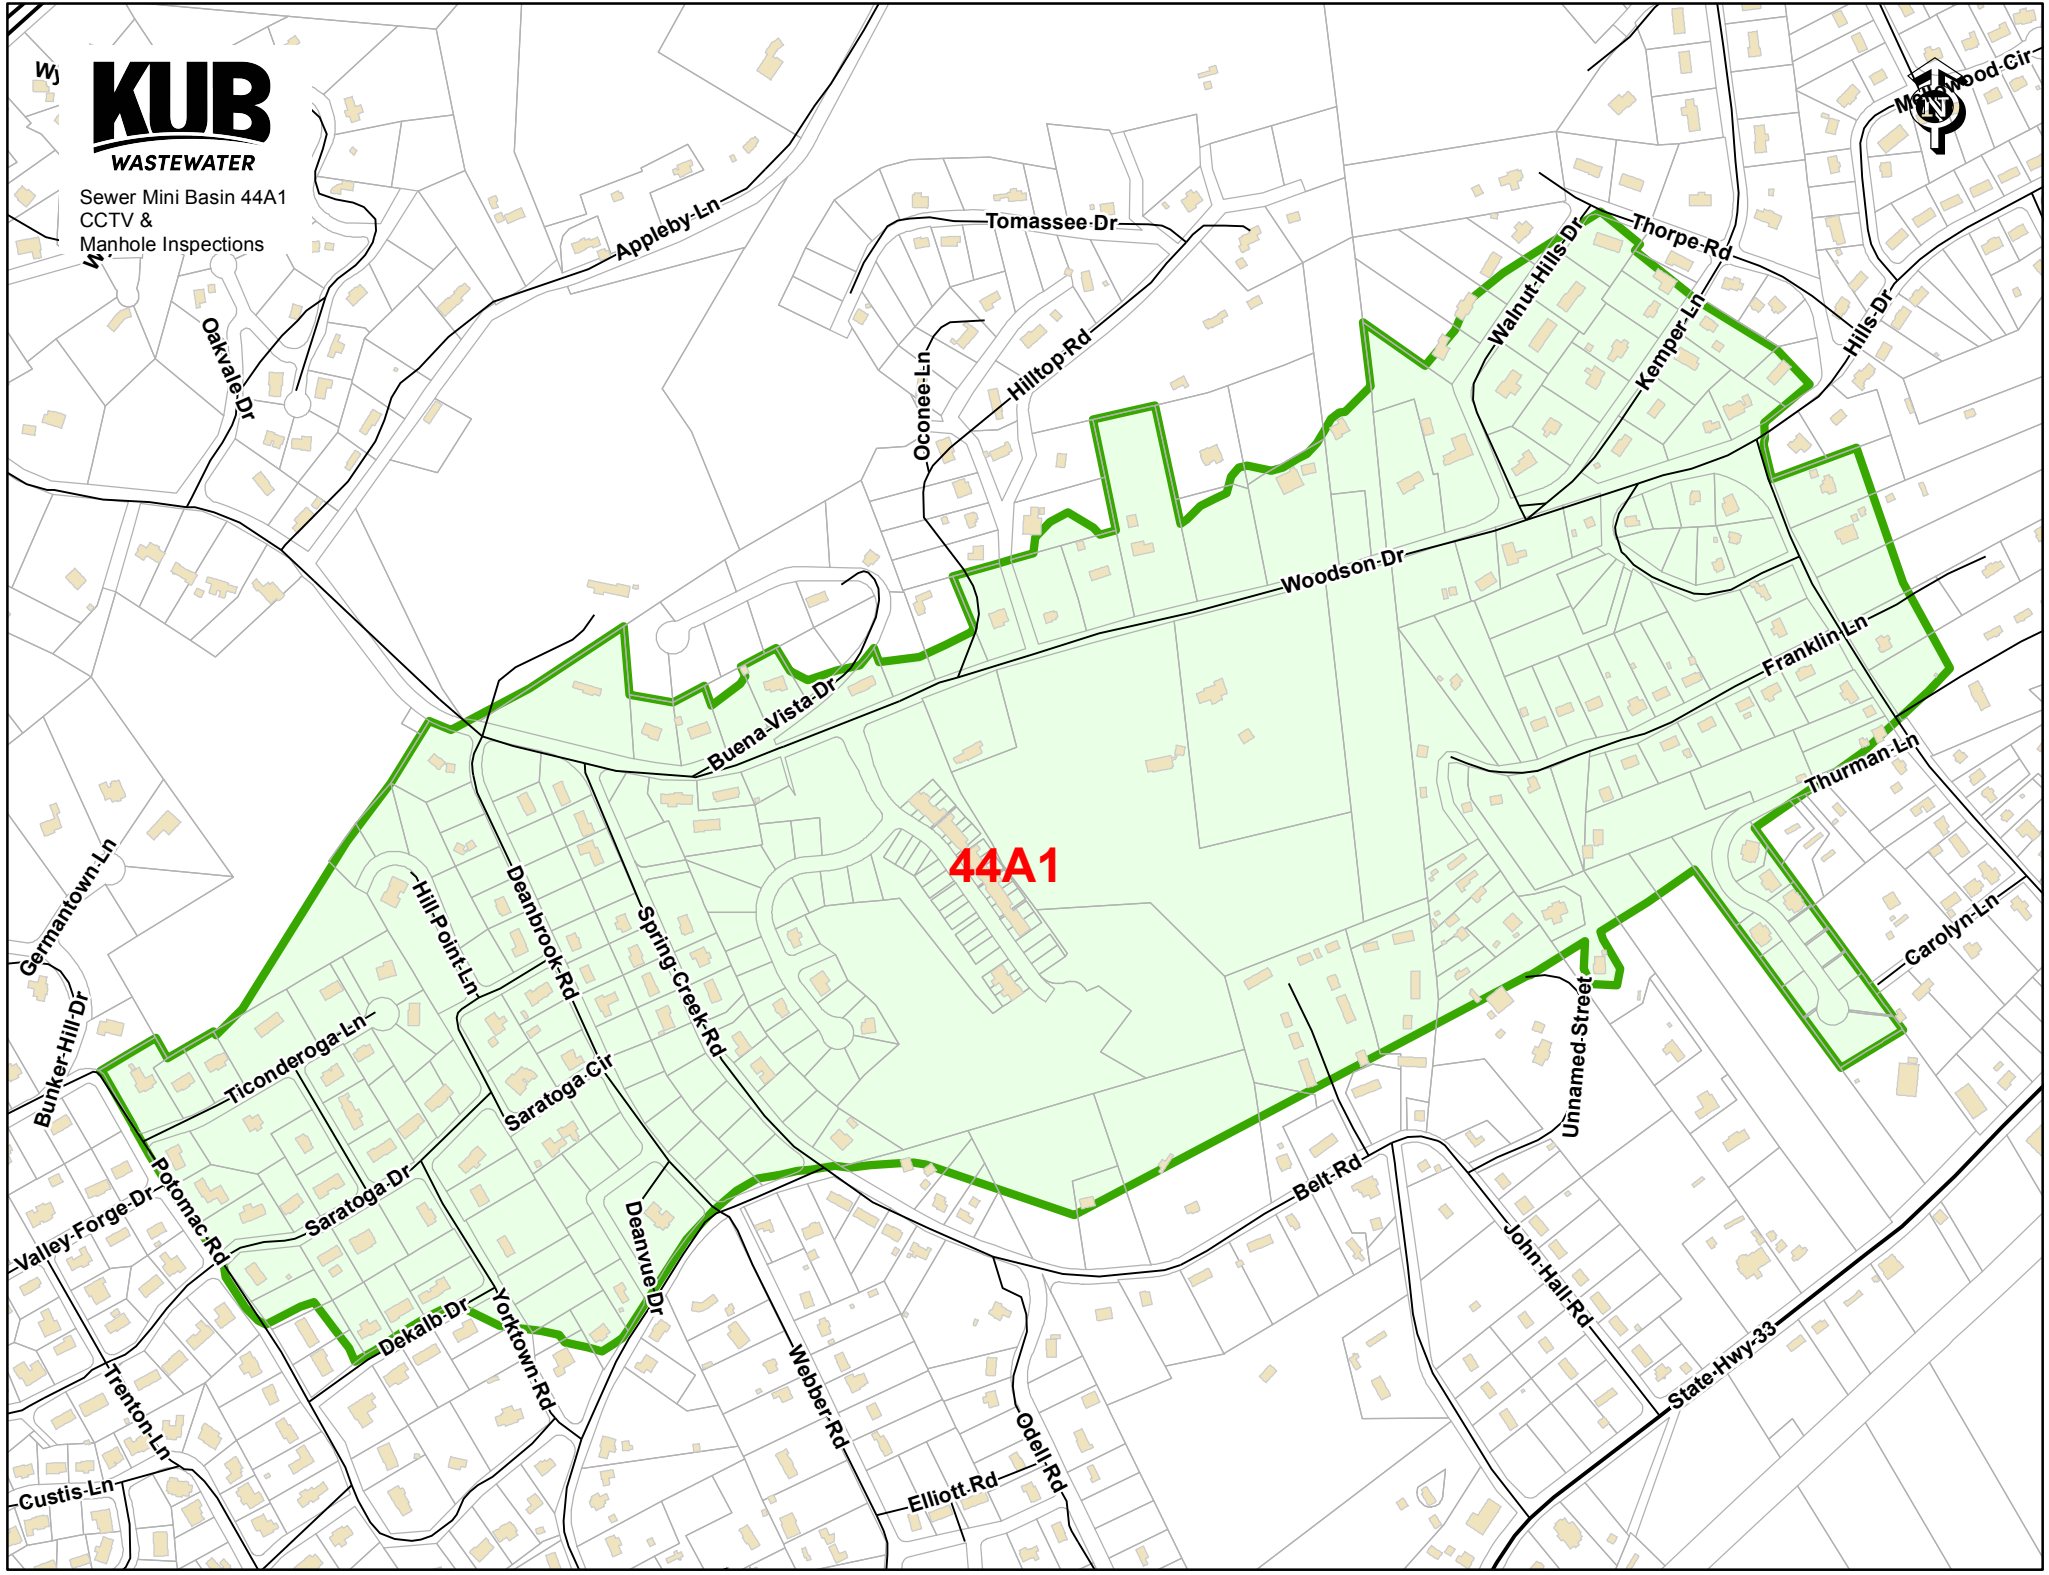 KUB
WASTEWATER
Sewer Mini Basin 44A1
CCTV &
Manhole Inspections
N
Appleby Ln
Tomassee Dr
Thorpe Rd
Walnut Hills Dr
Hills Dr
Kemper Ln
Oakvale Dr
Hilltop Rd
Oconee Ln
Woodson Dr
Franklin Ln
Buena Vista Dr
Thurman Ln
44A1
Germantown Ln
Hill Point Ln
Deanbrook Rd
Spring Creek Rd
Carolyn Ln
Bunker Hill Dr
Ticonderoga Ln
Saratoga Cir
Unnamed Street
Potomac Rd
Valley Forge Dr
Saratoga Dr
Belt Rd
Deanvue Dr
John Hall Rd
Dekalb Dr
Yorktown Rd
State Hwy 33
Trenton Ln
Webber Rd
Odell Rd
Custis Ln
Elliott Rd